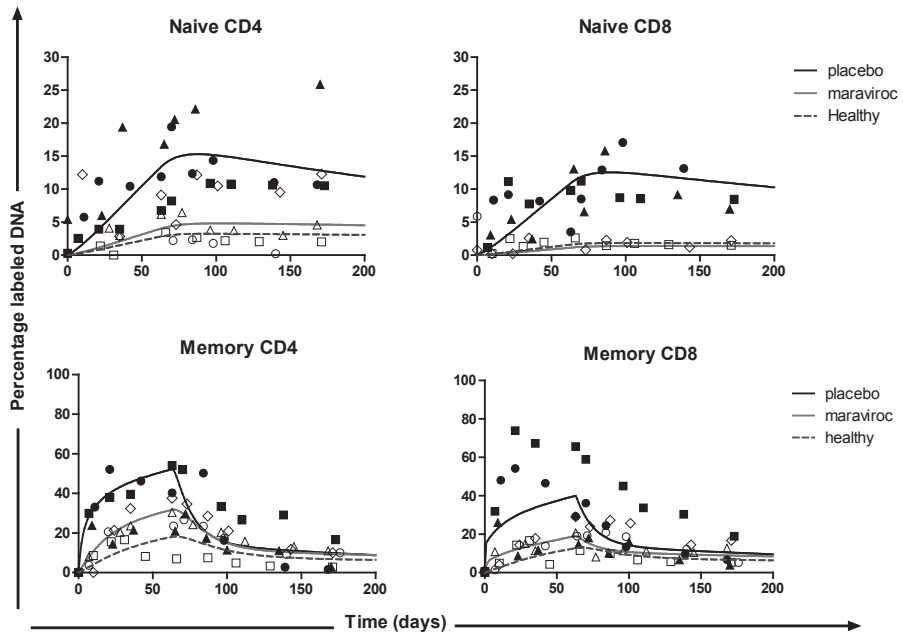 Naive CD4
Naive CD8
30
25
20
15
10
5
0
0 50 100 150 200
30
25
20
15
10
5
0
0 50 100 150 200
placebo
maraviroc
Healthy
Percentage labeled DNA
Memory CD4
Memory CD8
100
80
60
40
20
0
0 50 100 150 200
100
80
60
40
20
0
0 50 100 150 200
placebo
maraviroc
healthy
Time (days)